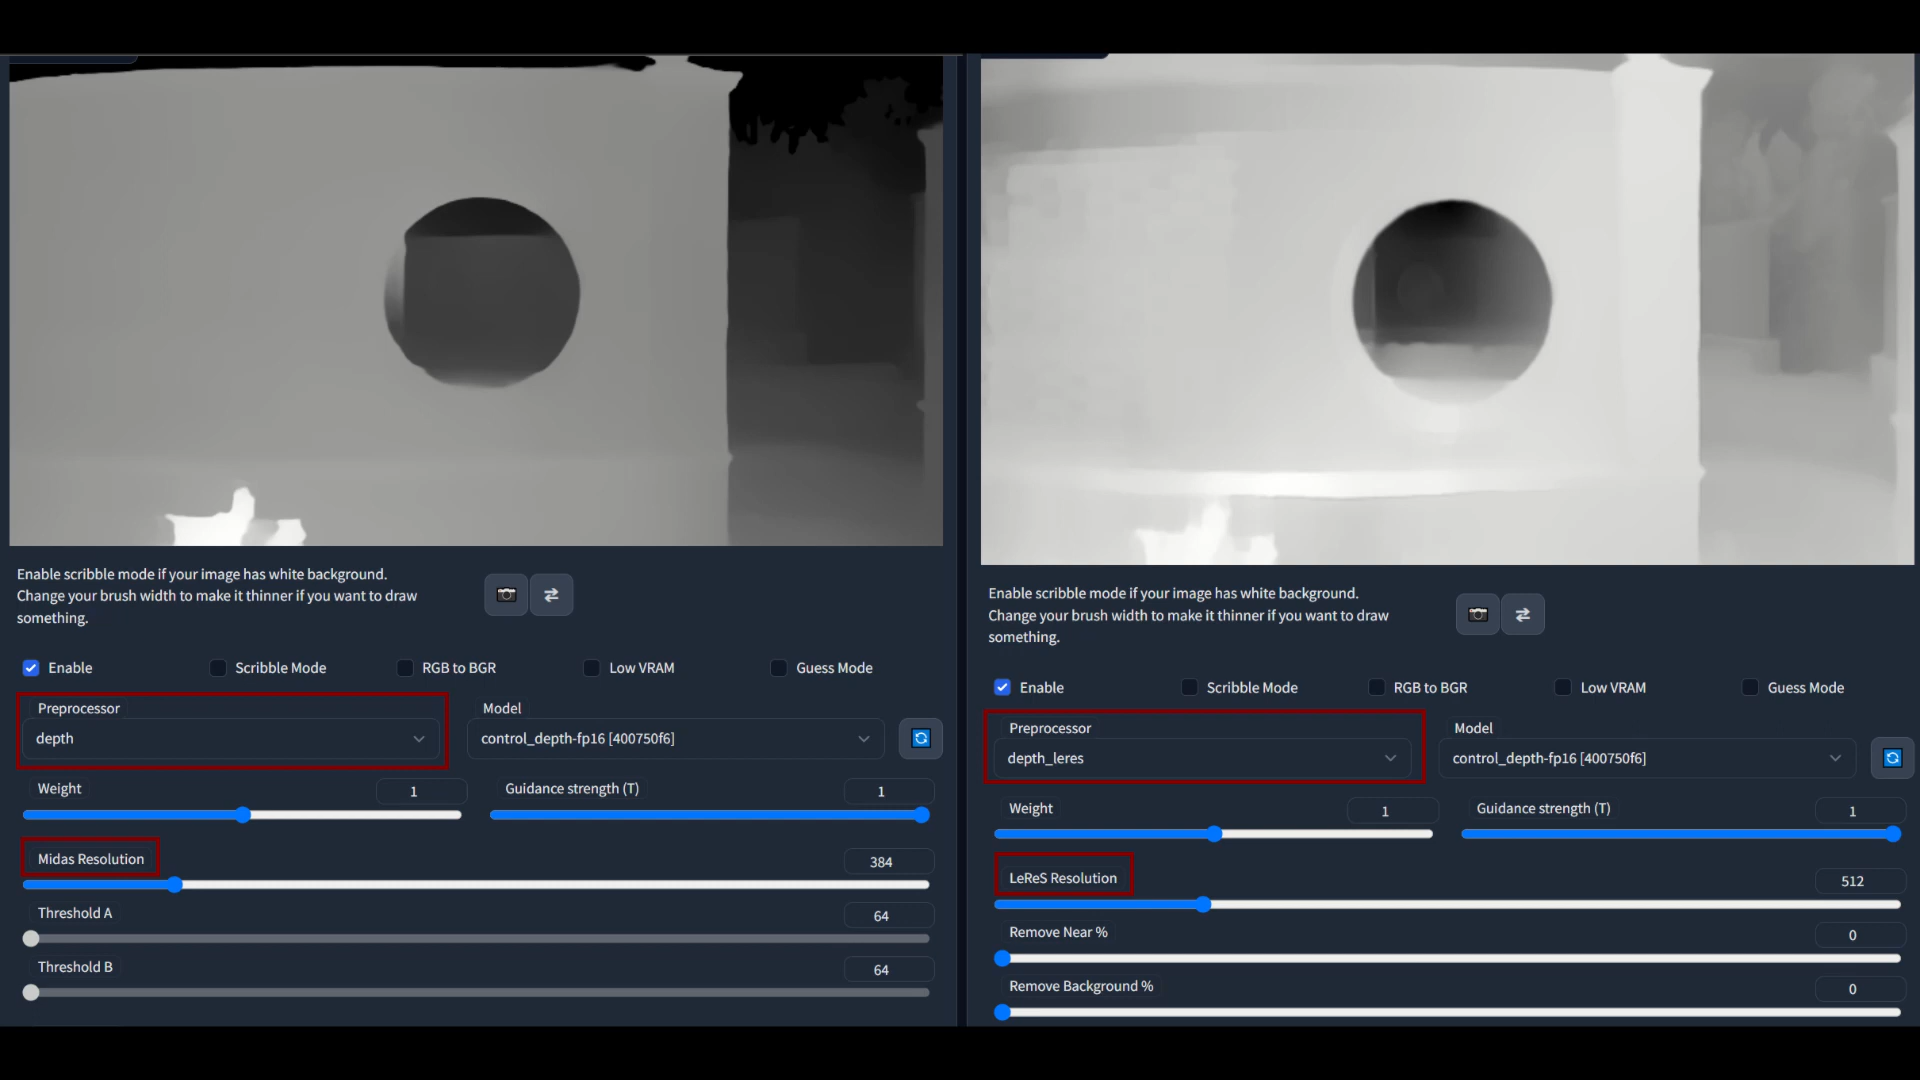 Enable scribble mode if your image has white background.
Change your brush width to make it thinner if you want to draw
something.
Enable
Scribble Mode
RGB to BGR
Low VRAM
Guess Mode
Preprocessor
depth
Model
control_depth-fp16 [400750f6]
Weight
1
Guidance strength (T)
1
Midas Resolution
384
Threshold A
64
Threshold B
64
Enable scribble mode if your image has white background.
Change your brush width to make it thinner if you want to draw
something.
Enable
Scribble Mode
RGB to BGR
Low VRAM
Guess Mode
Preprocessor
depth_leres
Model
control_depth-fp16 [400750f6]
Weight
1
Guidance strength (T)
1
LeReS Resolution
512
Remove Near %
0
Remove Background %
0